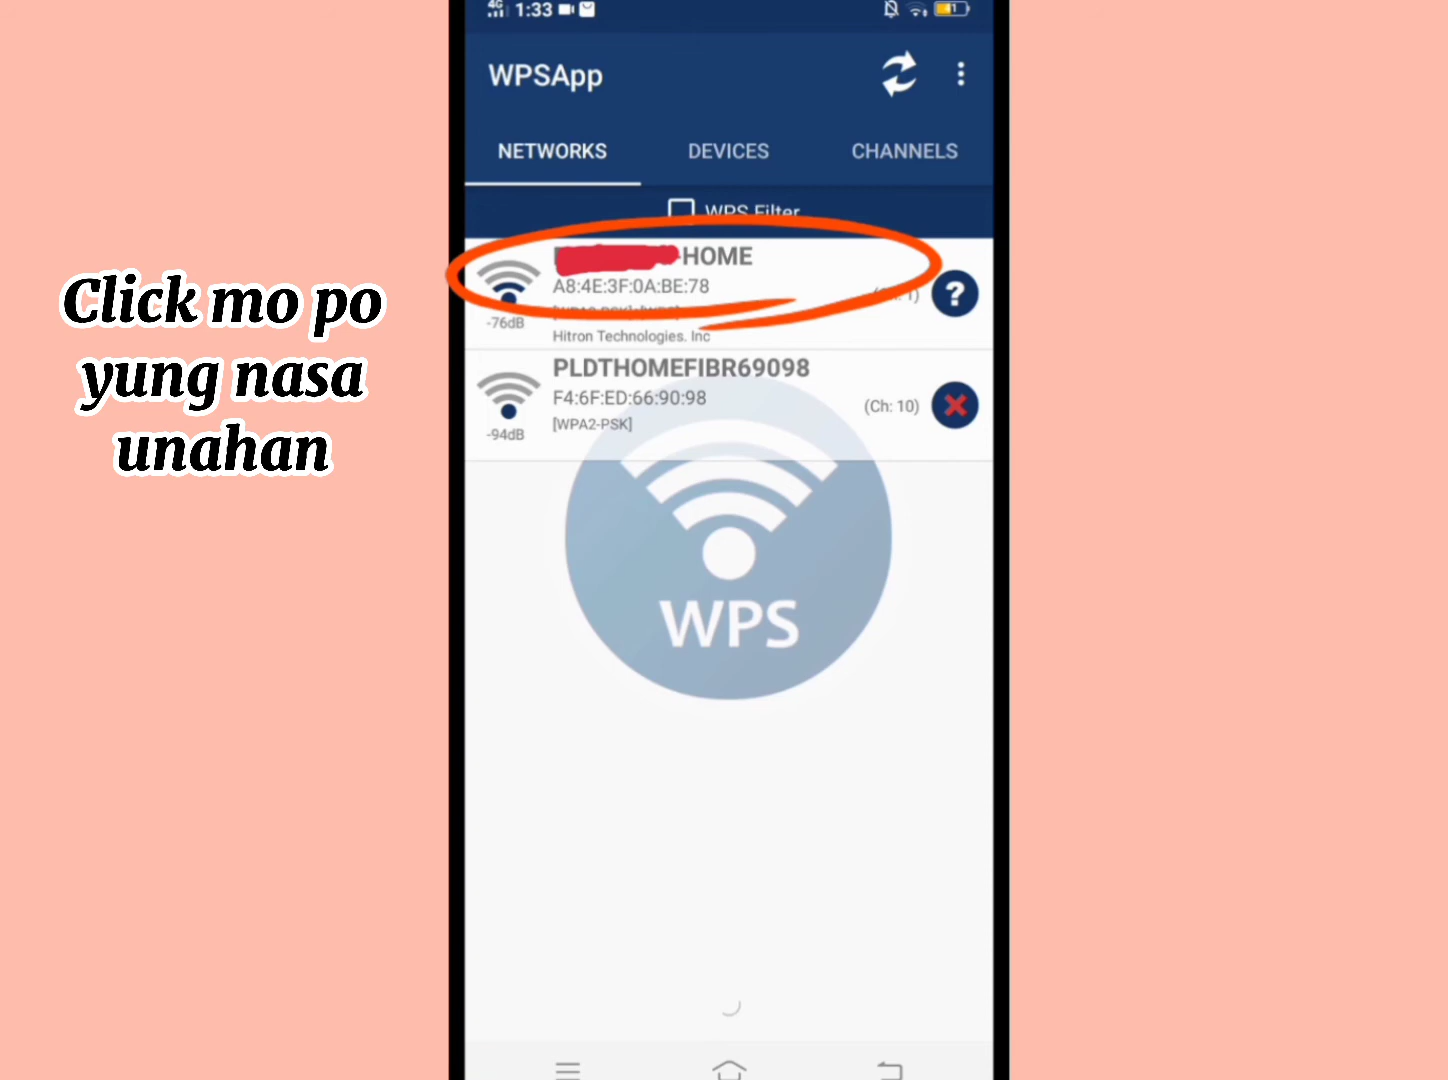 4G 1:33
WPSApp
NETWORKS DEVICES CHANNELS
WPS Filter
Click mo po
yung nasa
unahan
-HOME
A8:4E:3F:0A:BE:78
-76dB
Hitron Technologies. Inc
PLDTHOMEFIBR69098
F4:6F:ED:66:90:98
(Ch: 10)
[WPA2-PSK]
-94dB
WPS